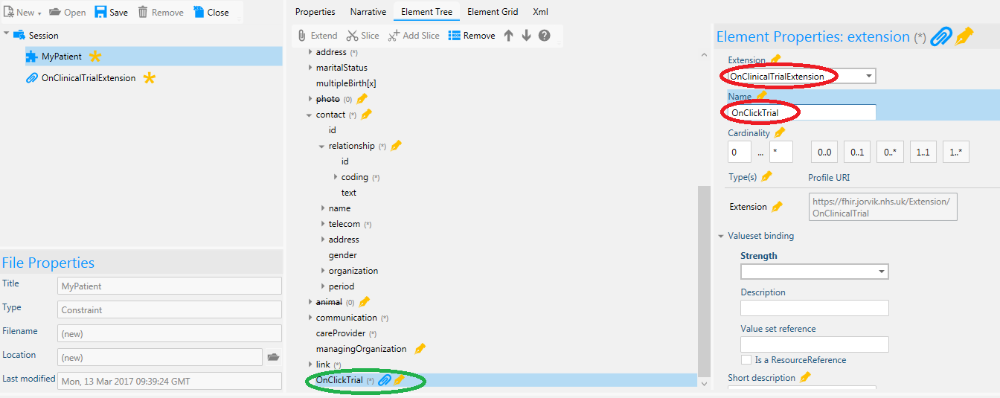 New Open Save Remove Close
Session
MyPatient
OnClinicalTrialExtension
File Properties
Title MyPatient
Type Constraint
Filename (new)
Location (new)
Last modified Mon, 13 Mar 2017 09:39:24 GMT
Properties Narrative Element Tree Element Grid Xml
Extend Slice Add Slice Remove
address (*)
maritalStatus
multipleBirth[x]
photo (0)
contact (*)
id
relationship (*)
id
coding (*)
text
name
telecom (*)
address
gender
organization
period
animal (0)
communication (*)
careProvider (*)
managingOrganization
link (*)
OnClickTrial (*)
Element Properties: extension (*)
Extension
OnClinicalTrialExtension
Name
OnClickTrial
Cardinality
0 ... * 0..0 0..1 0..* 1..1 1..*
Type(s) Profile URI
Extension https://fhir.jorvik.nhs.uk/Extension/
OnClinicalTrial
Valueset binding
Strength
Description
Value set reference
Is a ResourceReference
Short description